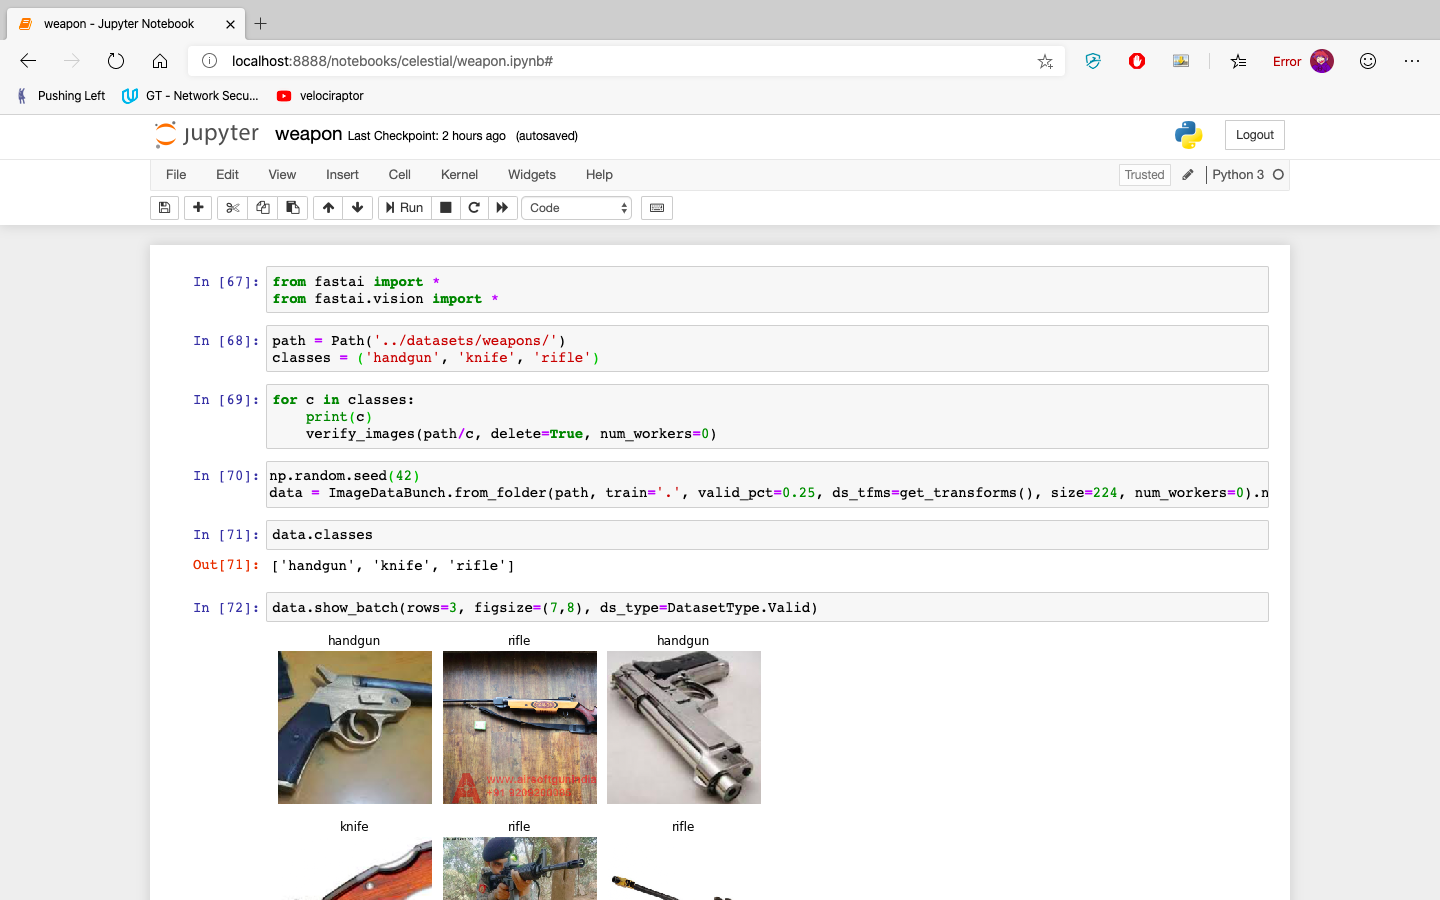 weapon - Jupyter Notebook
localhost:8888/notebooks/celestial/weapon.ipynb#
Error
Pushing Left
GT - Network Secu...
velociraptor
jupyter weapon Last Checkpoint: 2 hours ago (autosaved)
Logout
File Edit View Insert Cell Kernel Widgets Help
Trusted Python 3
Run Code
In [67]: from fastai import *
from fastai.vision import *
In [68]: path = Path('../datasets/weapons/')
classes = ('handgun', 'knife', 'rifle')
In [69]: for c in classes:
print(c)
verify_images(path/c, delete=True, num_workers=0)
In [70]: np.random.seed(42)
data = ImageDataBunch.from_folder(path, train='.', valid_pct=0.25, ds_tfms=get_transforms(), size=224, num_workers=0).n
In [71]: data.classes
Out[71]: ['handgun', 'knife', 'rifle']
In [72]: data.show_batch(rows=3, figsize=(7,8), ds_type=DatasetType.Valid)
handgun rifle handgun
www.airsoftgunindia
knife rifle rifle